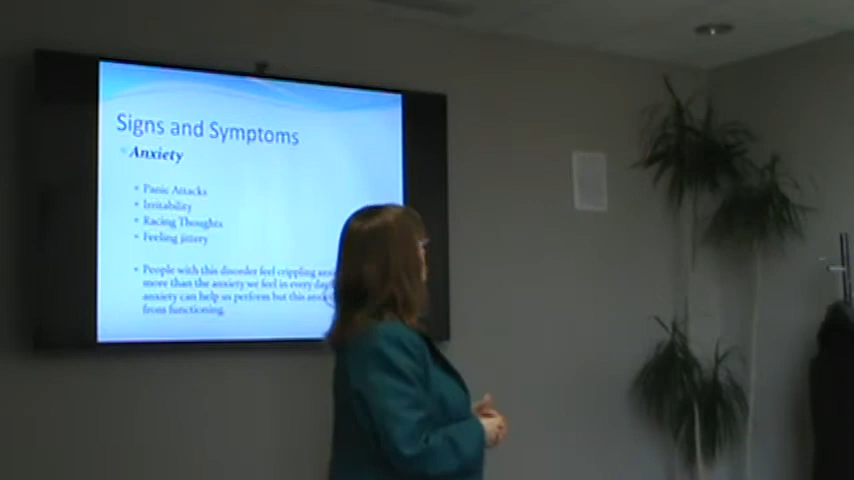 Signs and Symptoms
Anxiety
• Panic Attacks
• Irritability
• Racing Thoughts
• Feeling jittery
• People with this disorder feel crippling
more than the anxiety we feel in every
anxiety can help us perform but this
from functioning.